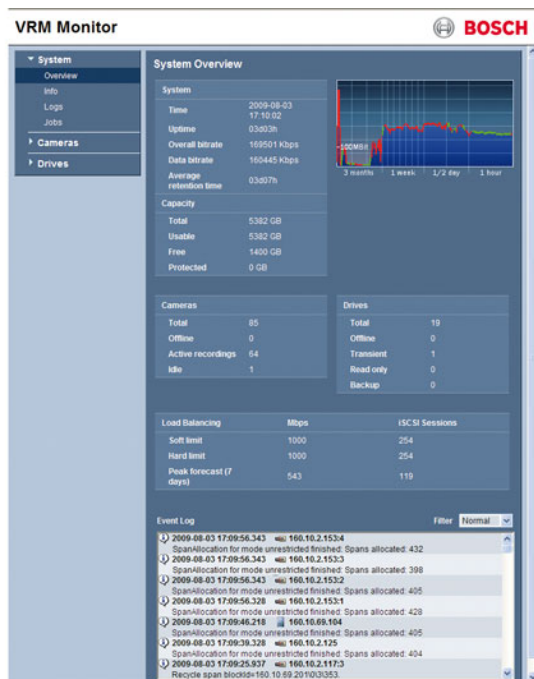 VRM Monitor
BOSCH
System
Overview
Info
Logs
Jobs
Cameras
Drives
System Overview
System
Time 2009-08-03 17:10:02
Uptime 03d03h
Overall bitrate 169501 Kbps
Data bitrate 160445 Kbps
Average retention time 03d07h
Capacity
Total 5382 GB
Usable 5382 GB
Free 1400 GB
Protected 0 GB
~100MBit
3 months 1 week 1/2 day 1 hour
Cameras
Total 85
Offline 0
Active recordings 64
Idle 1
Drives
Total 19
Offline 0
Transient 1
Read only 0
Backup 0
Load Balancing Mbps iSCSI Sessions
Soft limit 1000 254
Hard limit 1000 254
Peak forecast (7 days) 543 119
Event Log
Filter Normal
2009-08-03 17:09:56.343 160.10.2.153:4
SpanAllocation for mode unrestricted finished: Spans allocated: 432
2009-08-03 17:09:56.343 160.10.2.153:3
SpanAllocation for mode unrestricted finished: Spans allocated: 398
2009-08-03 17:09:56.343 160.10.2.153:2
SpanAllocation for mode unrestricted finished: Spans allocated: 405
2009-08-03 17:09:56.328 160.10.2.153:1
SpanAllocation for mode unrestricted finished: Spans allocated: 428
2009-08-03 17:09:46.218 160.10.69.104
SpanAllocation for mode unrestricted finished: Spans allocated: 405
2009-08-03 17:09:39.328 160.10.2.125
SpanAllocation for mode unrestricted finished: Spans allocated: 404
2009-08-03 17:09:25.937 160.10.2.117:3
Recycle span blockId=160.10.69.201\0\3\353.